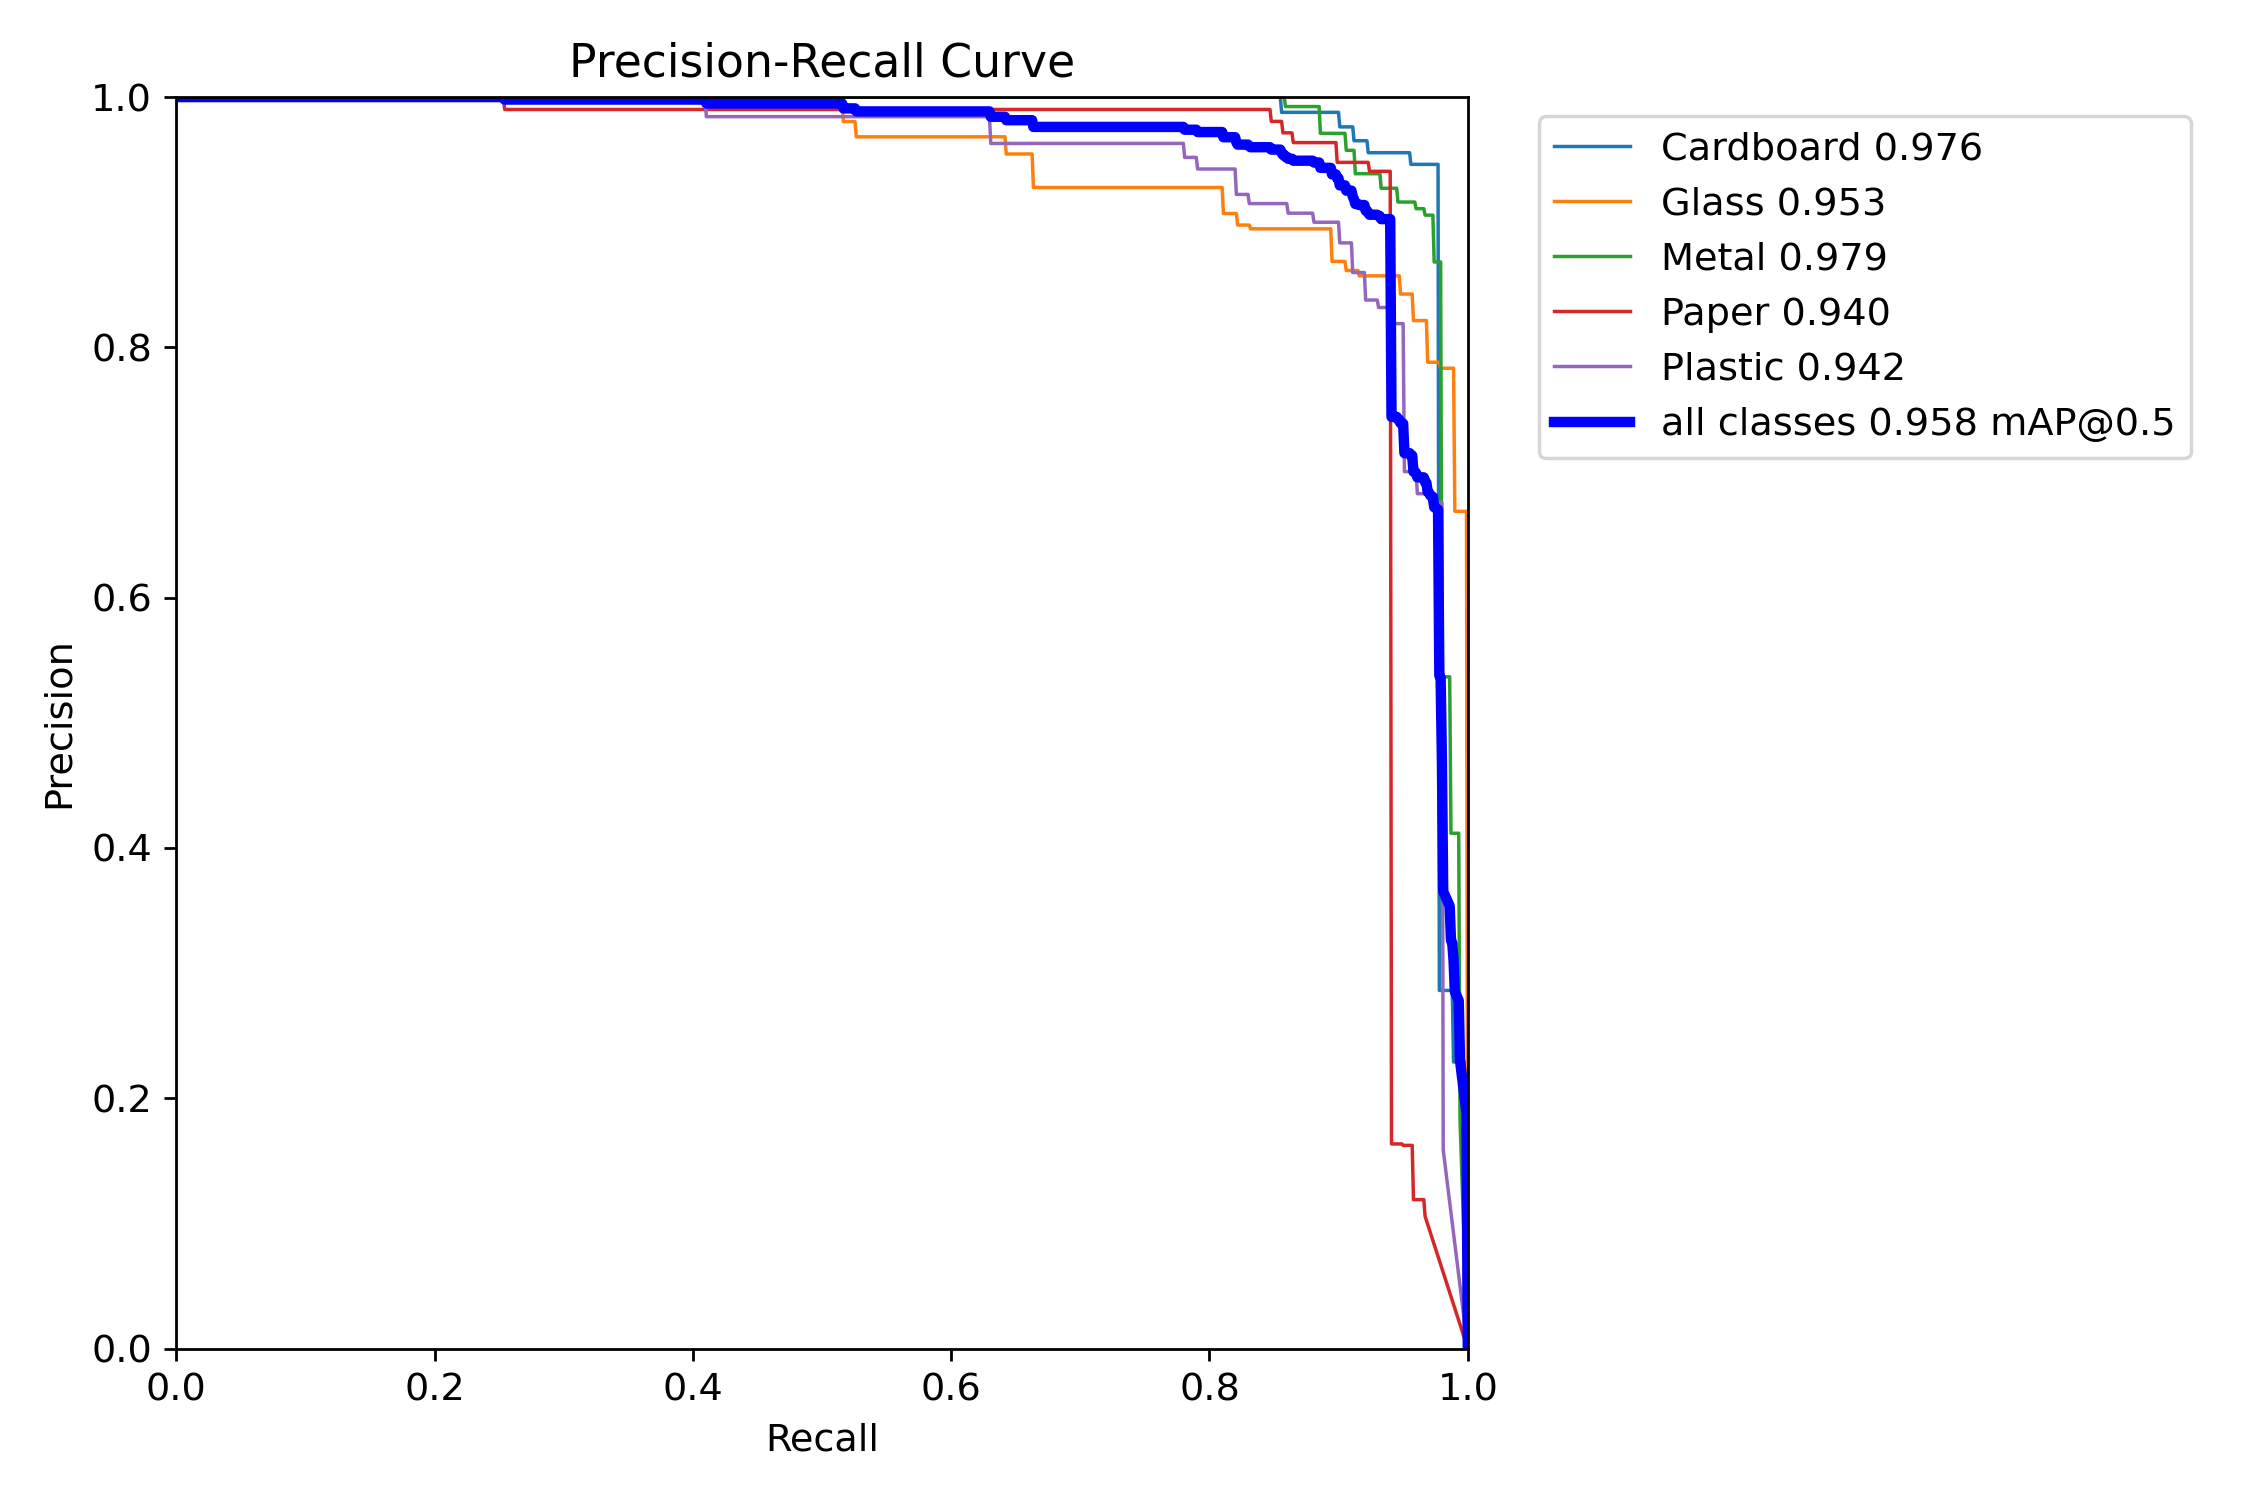 Precision-Recall Curve
1.0
0.8
0.6
0.4
0.2
0.0
Precision
0.0 0.2 0.4 0.6 0.8 1.0
Recall
Cardboard 0.976
Glass 0.953
Metal 0.979
Paper 0.940
Plastic 0.942
all classes 0.958 mAP@0.5